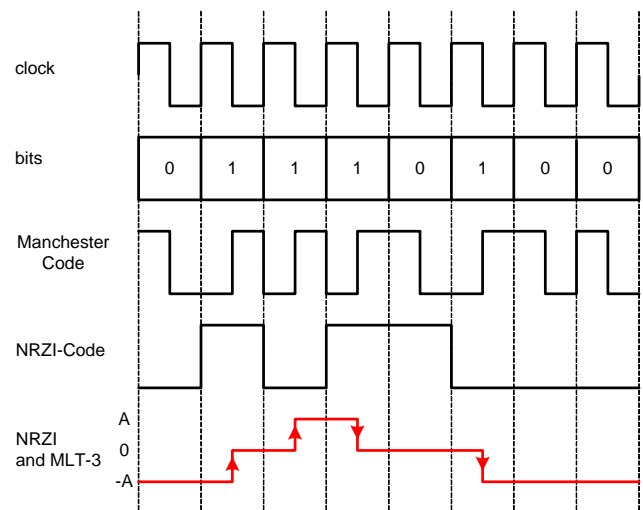 clock
bits
0 1 1 1 0 1 0 0
Manchester
Code
NRZI-Code
NRZI
and MLT-3
A
0
-A